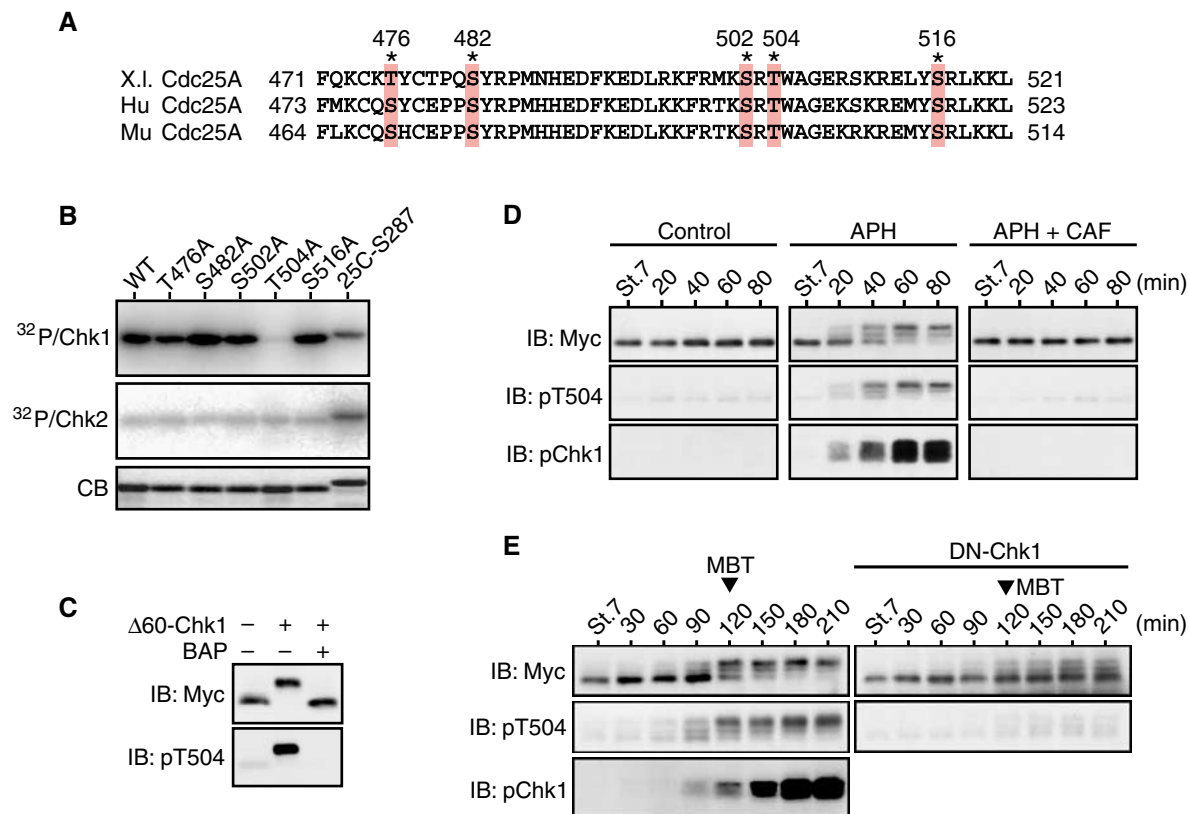 A
476 482 502 504 516
* * * * *
X.l. Cdc25A 471 FQKCKTYCTPQSYRPMNHEDFKEDLRKFRMKSRTWAGERSKRELYSRLKKL 521
Hu Cdc25A 473 FMKCQSYCEPPSYRPMHHEDFKEDLKKFRTKSRTWAGEKSKREMYSRLKKL 523
Mu Cdc25A 464 FLKCQSHCEPPSYRPMHHEDFKEDLKKFRTKSRTWAGEKRKREMYSRLKKL 514
B
WT T476A S482A S502A T504A S516A 25C-S287
32P/Chk1
32P/Chk2
CB
C
Δ60-Chk1 – + +
BAP – – +
IB: Myc
IB: pT504
D
Control APH APH + CAF
St.7 20 40 60 80 St.7 20 40 60 80 St.7 20 40 60 80 (min)
IB: Myc
IB: pT504
IB: pChk1
E
DN-Chk1
MBT ▼MBT
▼
St.7 30 60 90 120 150 180 210 St.7 30 60 90 120 150 180 210 (min)
IB: Myc
IB: pT504
IB: pChk1